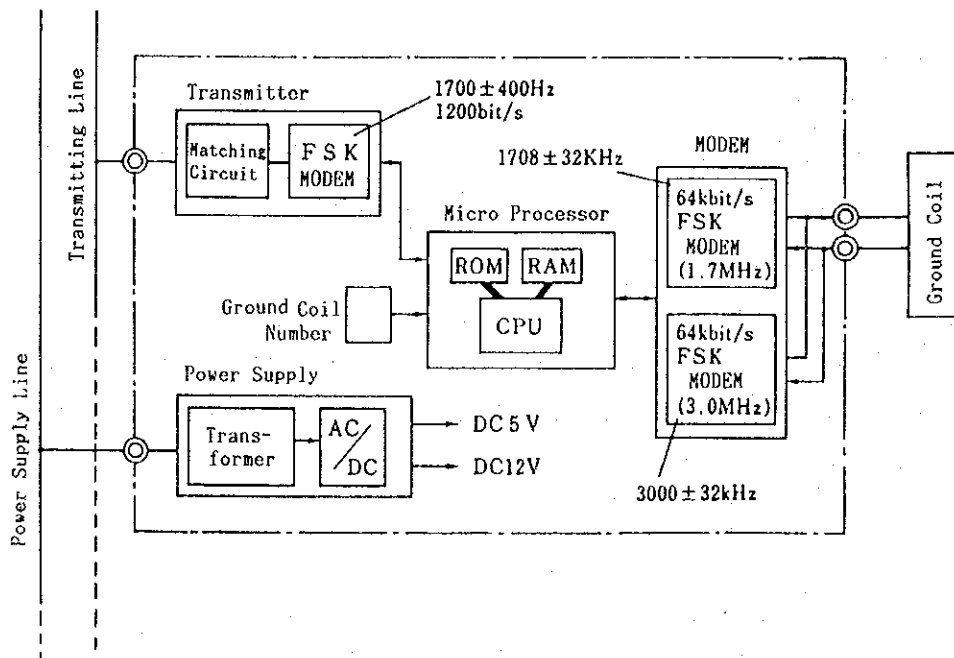 Power Supply Line
Transmitting Line
Transmitter
Matching
Circuit
FSK
MODEM
1700±400Hz
1200bit/s
Micro Processor
ROM
RAM
CPU
Ground Coil
Number
MODEM
1708±32KHz
64kbit/s
FSK
MODEM
(1.7MHz)
64kbit/s
FSK
MODEM
(3.0MHz)
3000±32kHz
Ground Coil
Power Supply
Trans-
former
AC
DC
DC5V
DC12V